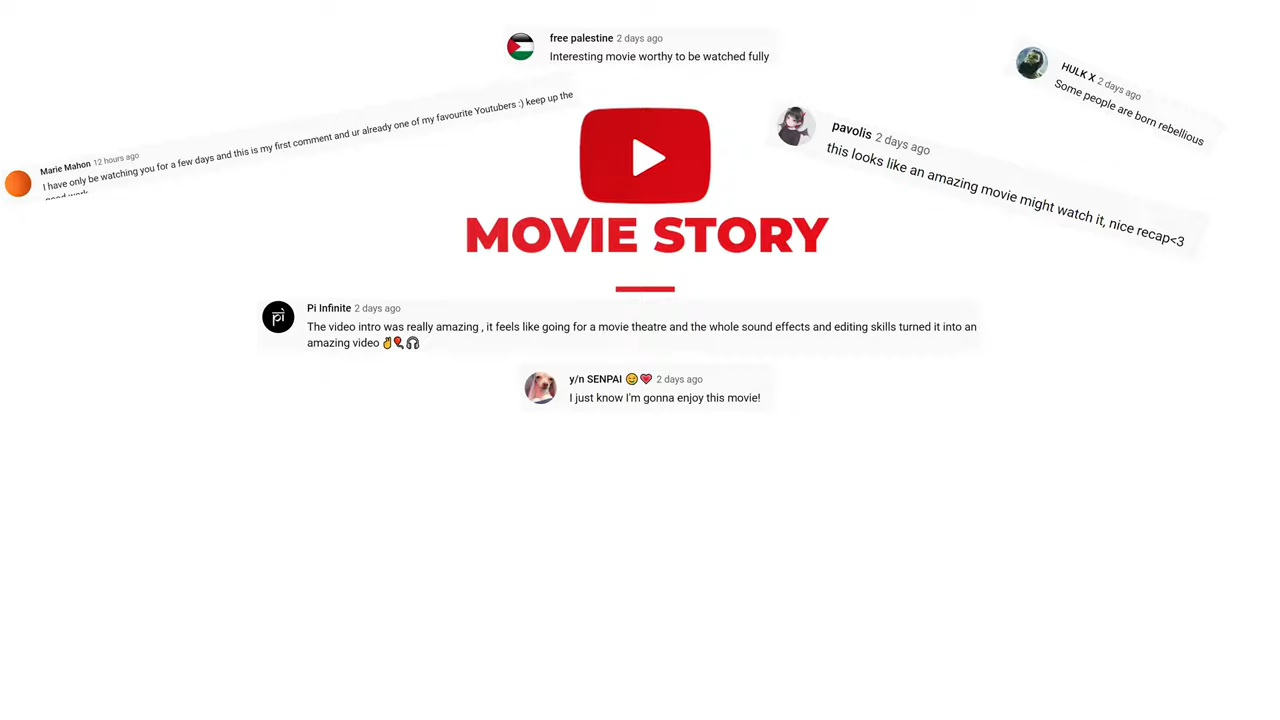 free palestine 2 days ago
Interesting movie worthy to be watched fully
HULK X 2 days ago
Some people are born rebellious
Marie Mahon 12 hours ago
I have only be watching you for a few days and this is my first comment and ur already one of my favourite Youtubers :) keep up the
good work
pavolis 2 days ago
this looks like an amazing movie might watch it, nice recap<3
MOVIE STORY
pi
Pi Infinite 2 days ago
The video intro was really amazing , it feels like going for a movie theatre and the whole sound effects and editing skills turned it into an
amazing video ✌️🎈🎧
y/n SENPAI 😊💗 2 days ago
I just know I'm gonna enjoy this movie!